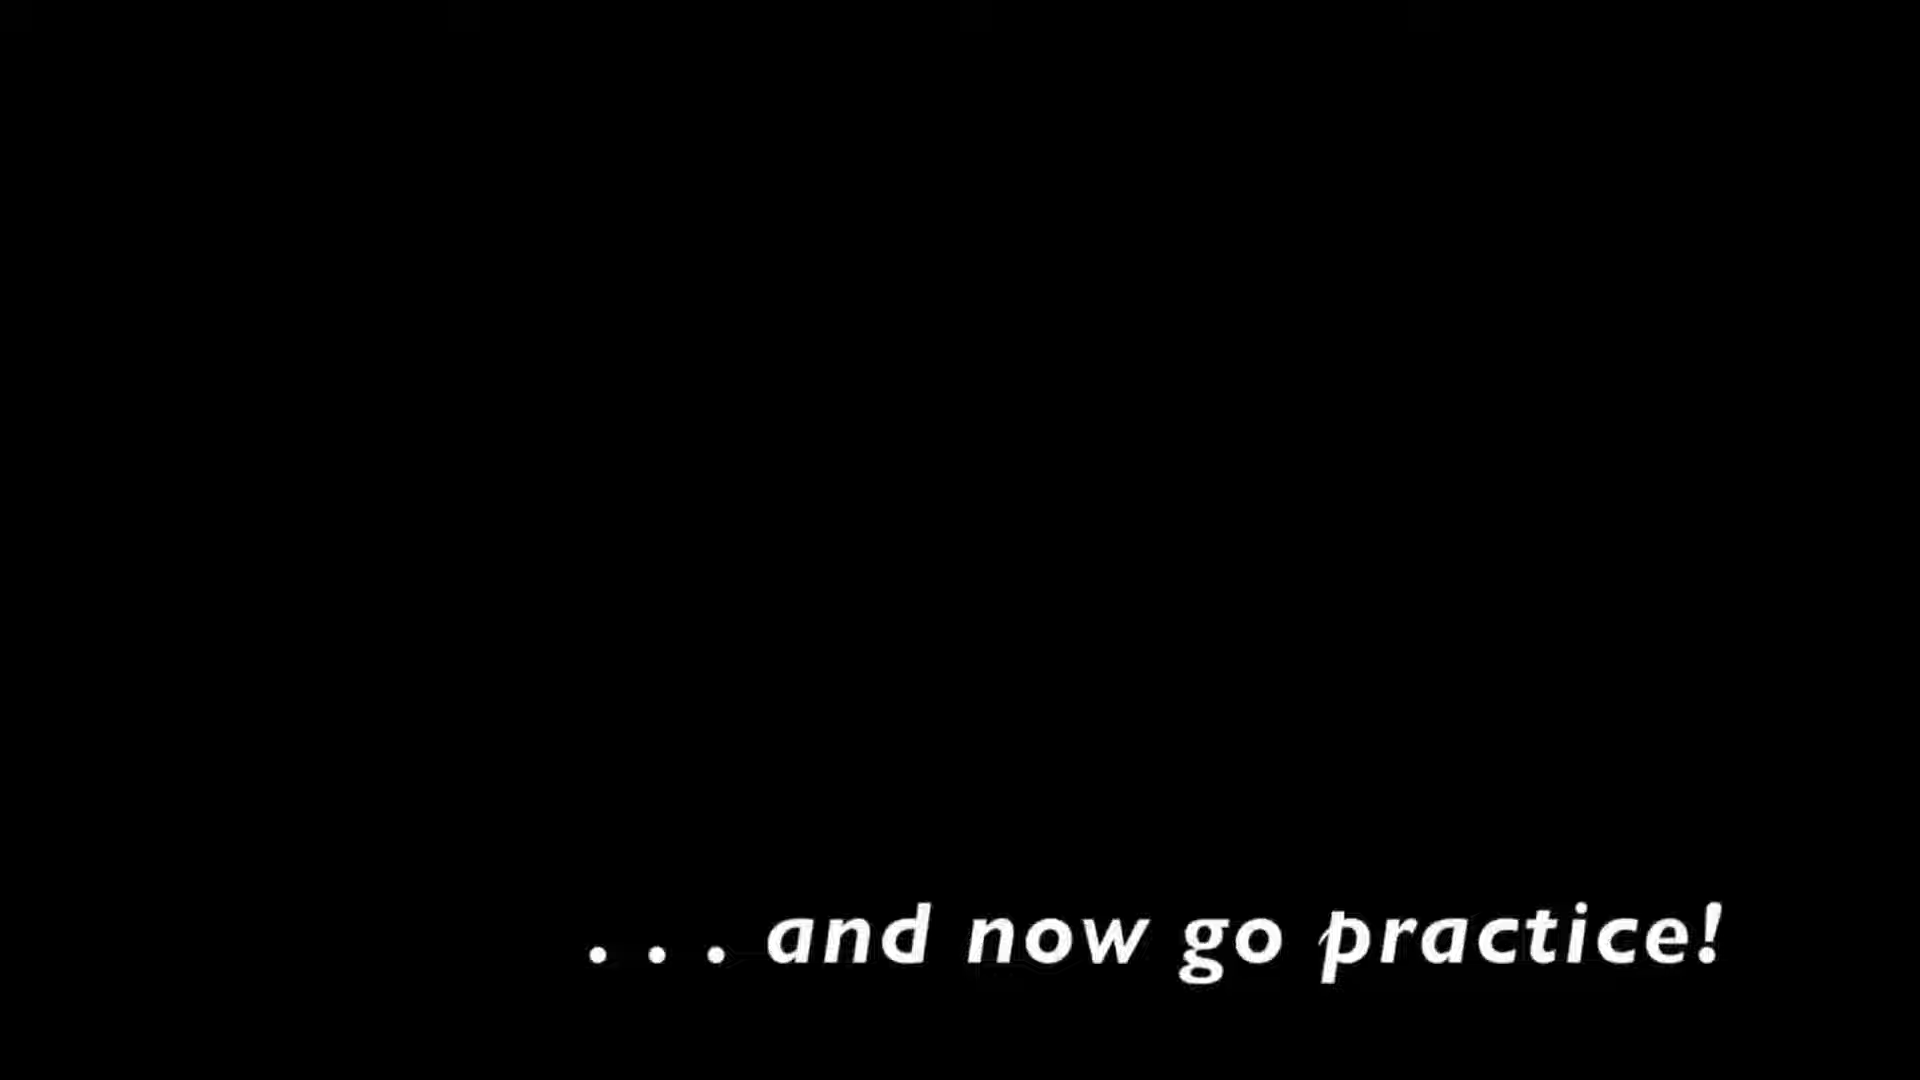 . . . and now go practice!